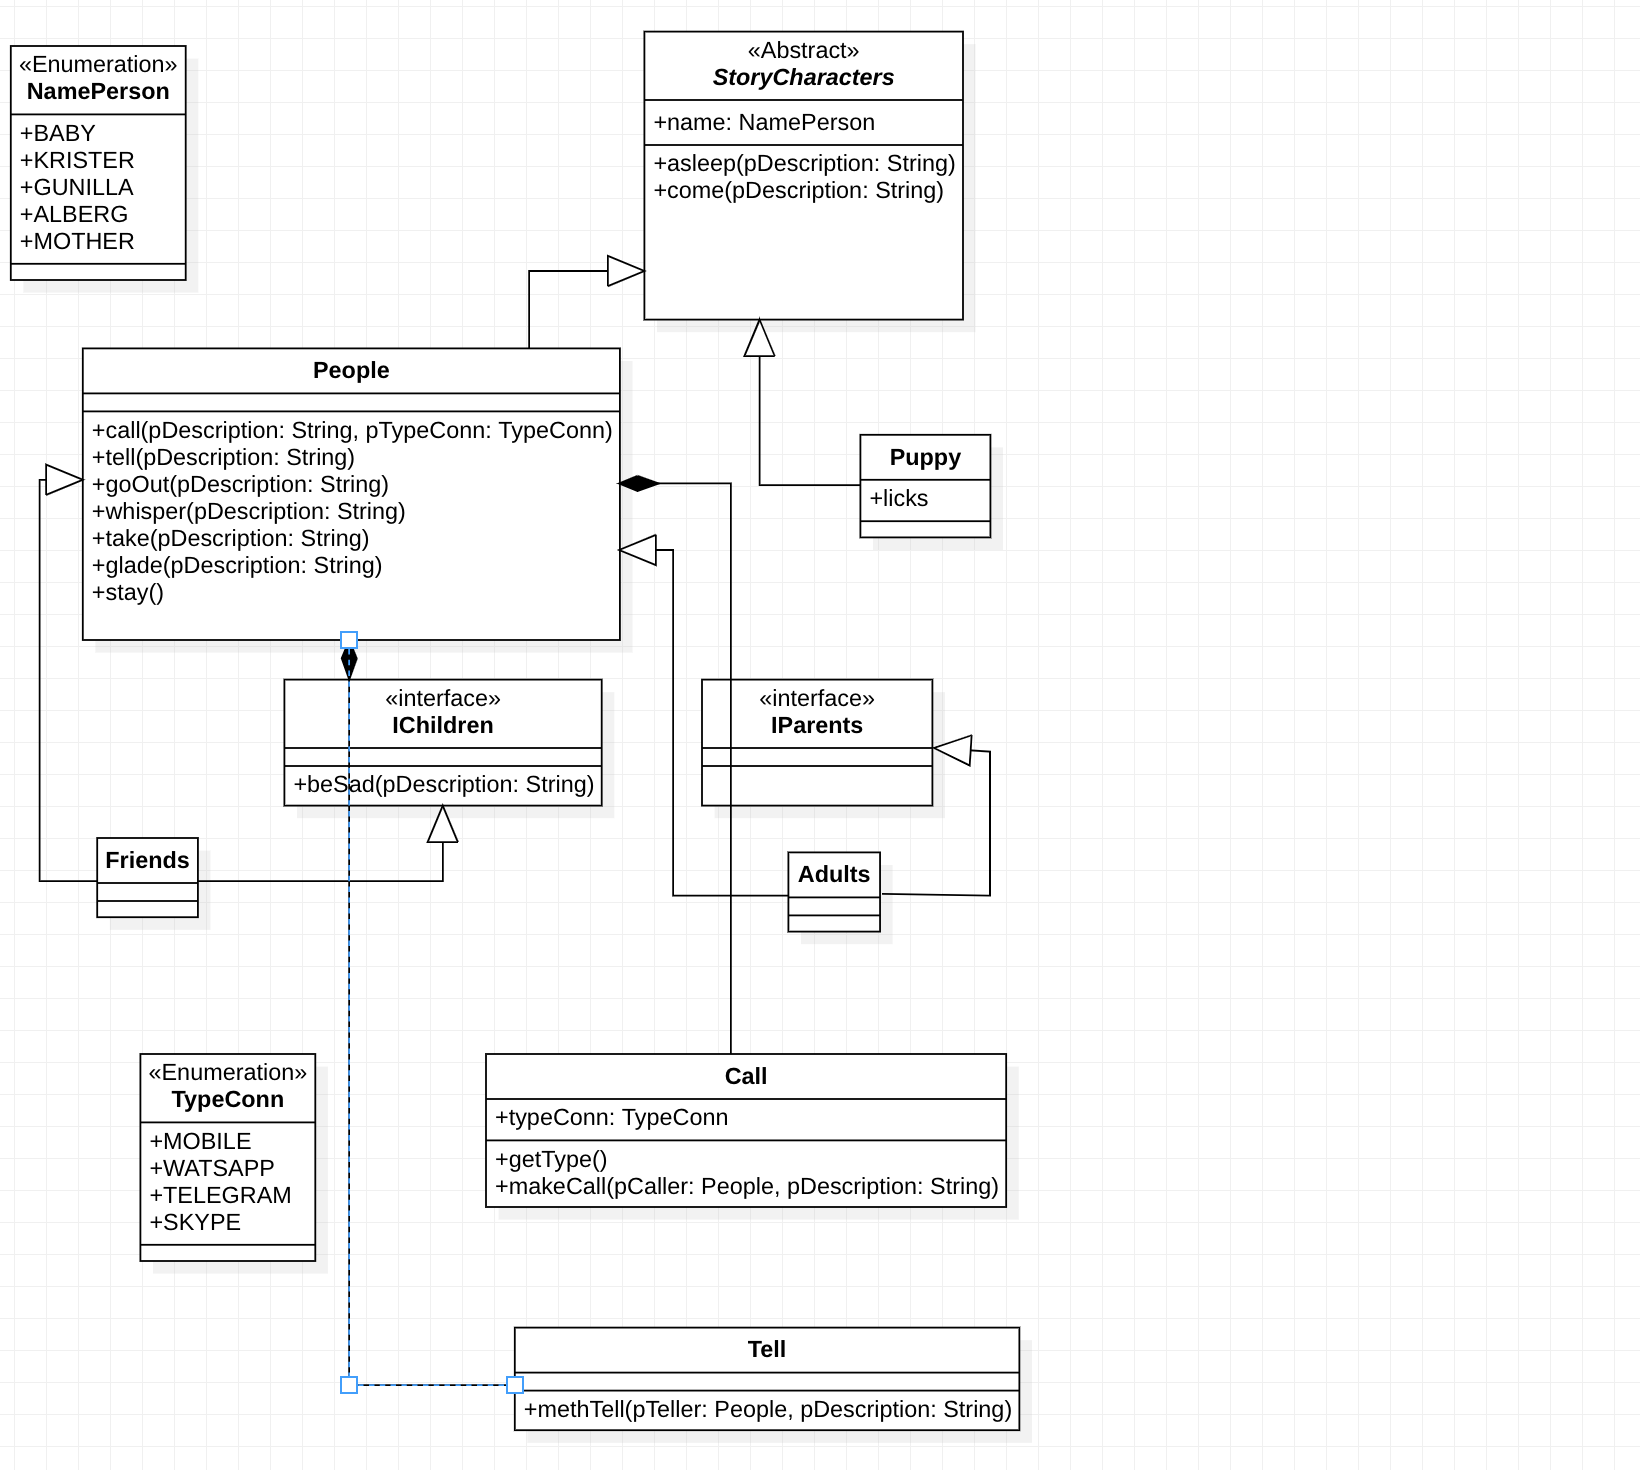 «Enumeration»
NamePerson
+BABY
+KRISTER
+GUNILLA
+ALBERG
+MOTHER
«Abstract»
StoryCharacters
+name: NamePerson
+asleep(pDescription: String)
+come(pDescription: String)
People
+call(pDescription: String, pTypeConn: TypeConn)
+tell(pDescription: String)
+goOut(pDescription: String)
+whisper(pDescription: String)
+take(pDescription: String)
+glade(pDescription: String)
+stay()
Puppy
+licks
«interface»
IChildren
+beSad(pDescription: String)
«interface»
IParents
Friends
Adults
«Enumeration»
TypeConn
+MOBILE
+WATSAPP
+TELEGRAM
+SKYPE
Call
+typeConn: TypeConn
+getType()
+makeCall(pCaller: People, pDescription: String)
Tell
+methTell(pTeller: People, pDescription: String)